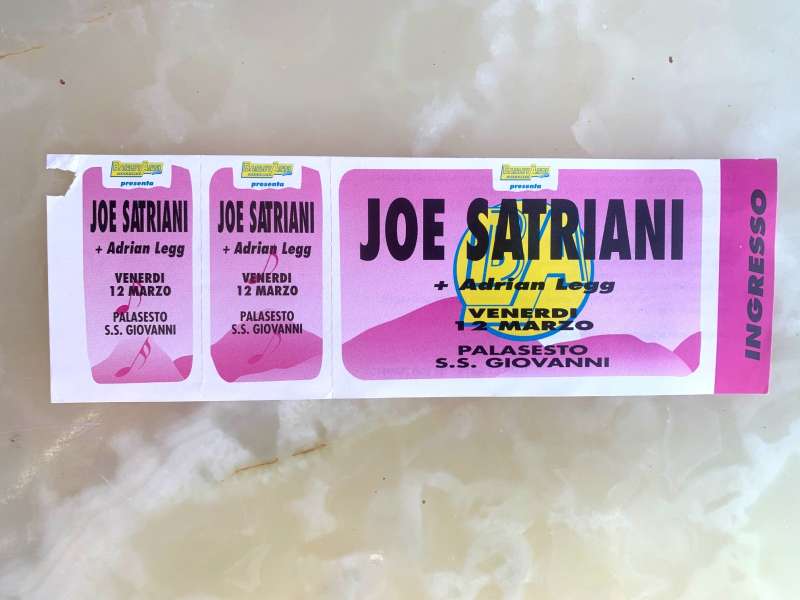 presenta
JOE SATRIANI
+ Adrian Legg
VENERDI
12 MARZO
PALASESTO
S.S. GIOVANNI
presenta
JOE SATRIANI
+ Adrian Legg
VENERDI
12 MARZO
PALASESTO
S.S. GIOVANNI
presenta
JOE SATRIANI
+ Adrian Legg
VENERDI
12 MARZO
PALASESTO
S.S. GIOVANNI
INGRESSO